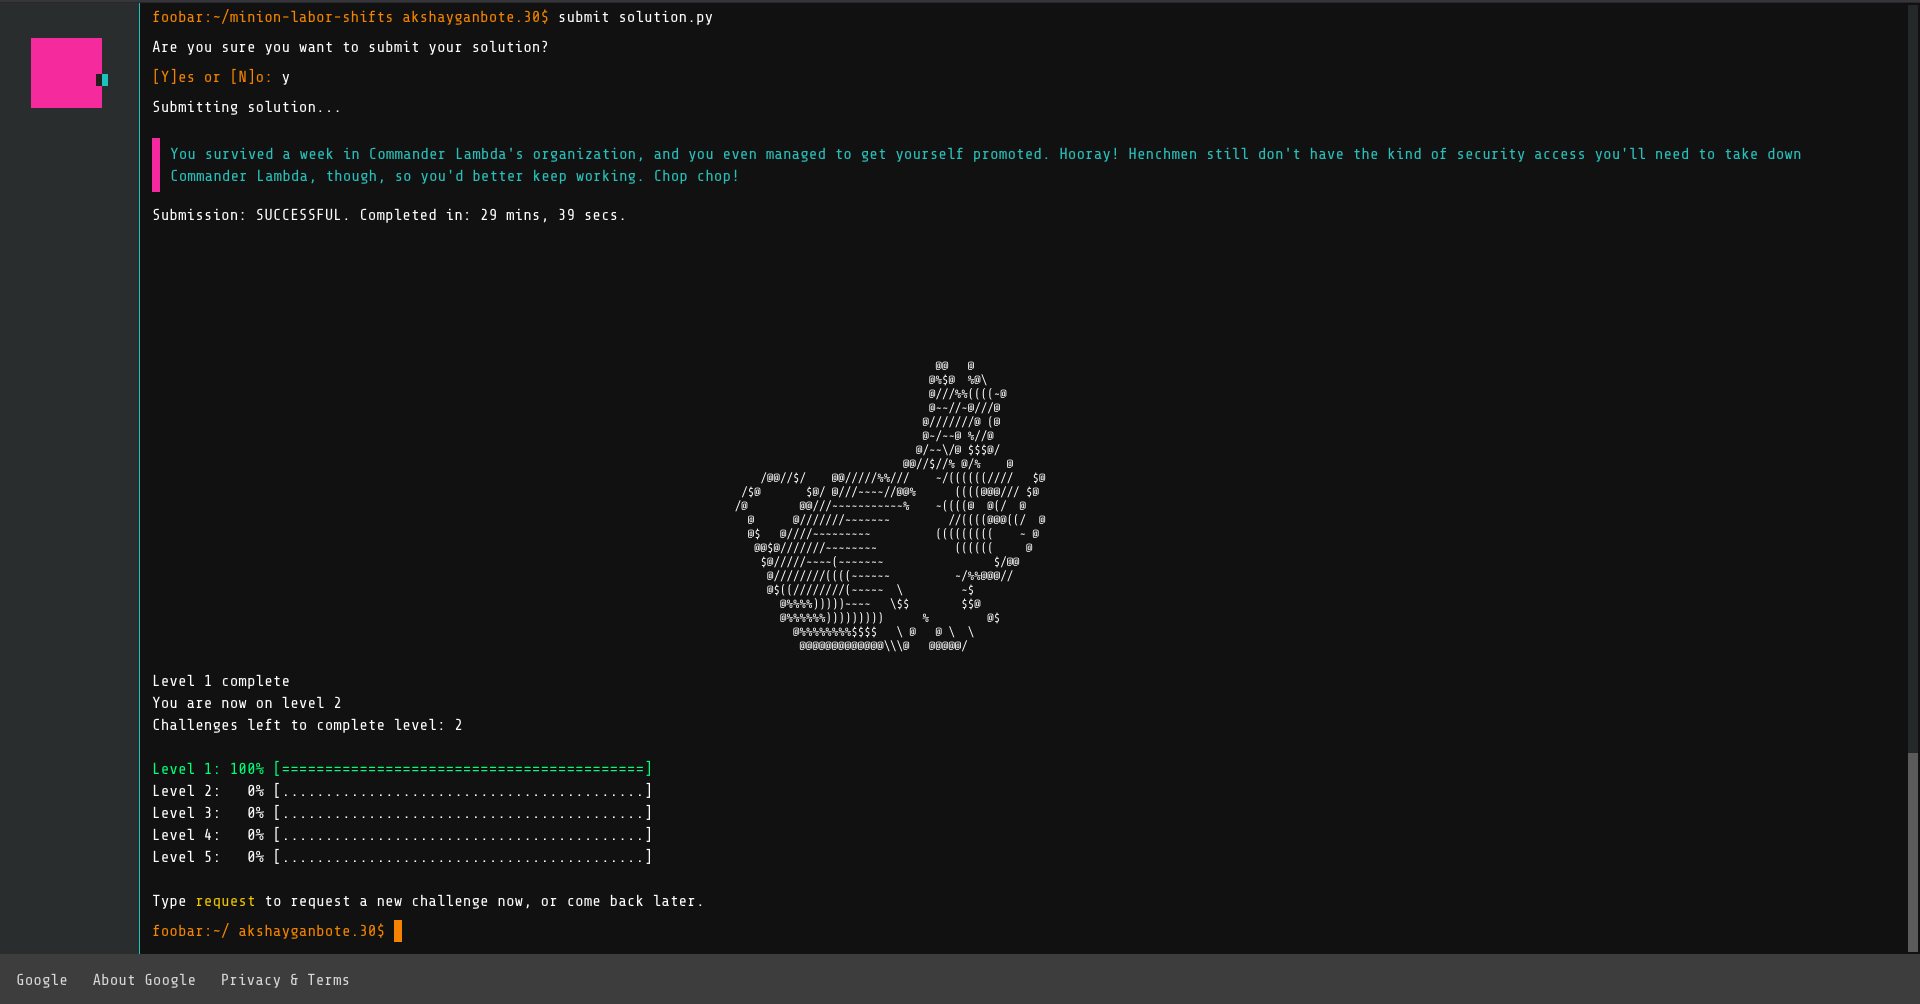 foobar:~/minion-labor-shifts akshayganbote.30$ submit solution.py
Are you sure you want to submit your solution?
[Y]es or [N]o: y
Submitting solution...
You survived a week in Commander Lambda's organization, and you even managed to get yourself promoted. Hooray! Henchmen still don't have the kind of security access you'll need to take down
Commander Lambda, though, so you'd better keep working. Chop chop!
Submission: SUCCESSFUL. Completed in: 29 mins, 39 secs.
Level 1 complete
You are now on level 2
Challenges left to complete level: 2
Level 1: 100% [==========================================]
Level 2:   0% [..........................................]
Level 3:   0% [..........................................]
Level 4:   0% [..........................................]
Level 5:   0% [..........................................]
Type request to request a new challenge now, or come back later.
foobar:~/ akshayganbote.30$
Google   About Google   Privacy & Terms